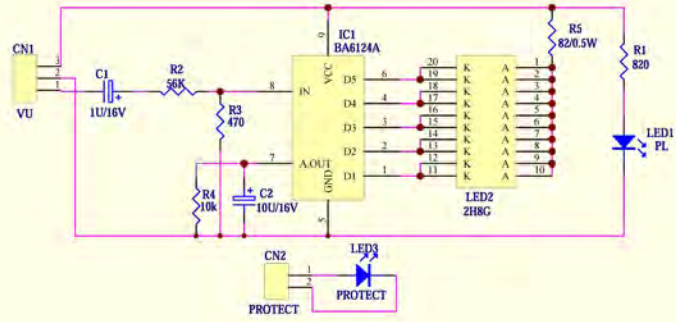 CN1
3
2
1
VU
C1
+
1U/16V
R2
56K
R3
470
R4
10k
C2
+
10U/16V
IC1
BA6124A
9
VCC
8
IN
7
A.OUT
GND
5
D5
6
D4
4
D3
3
D2
2
D1
1
20
K
A
1
19
K
A
2
18
K
A
3
17
K
A
4
16
K
A
5
15
K
A
6
14
K
A
7
13
K
A
8
12
K
A
9
11
K
A
10
LED2
2H8G
R5
82/0.5W
R1
820
LED1
PL
CN2
1
2
PROTECT
LED3
PROTECT